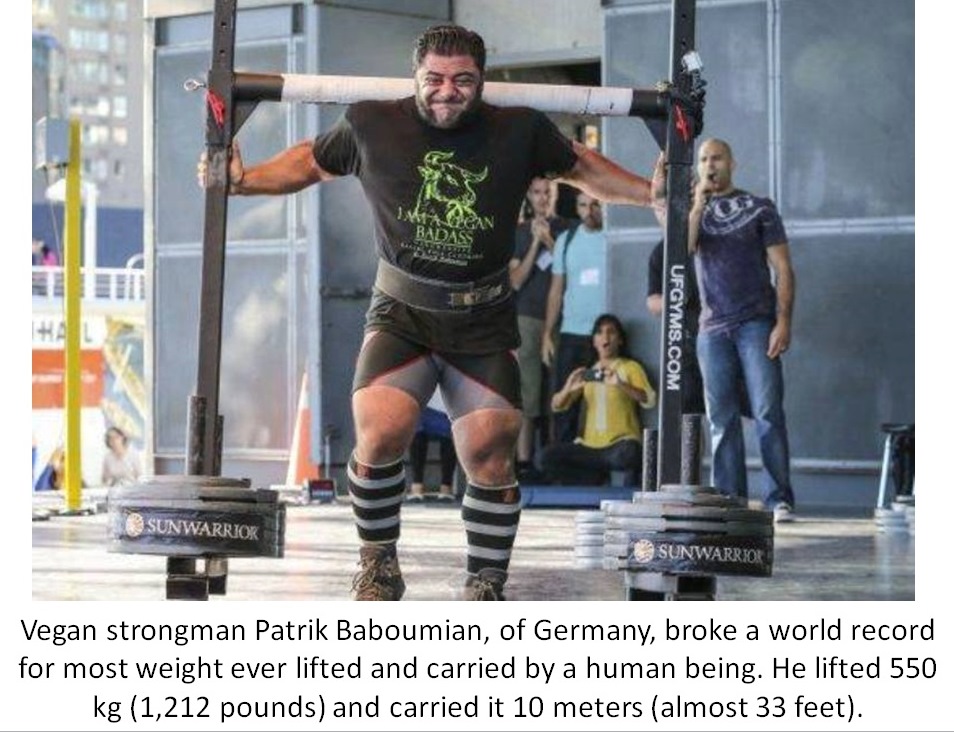 I AM A VEGAN
BADASS
UFGYMS.COM
HALL
SUNWARRIOR
SUNWARRIOR
Vegan strongman Patrik Baboumian, of Germany, broke a world record
for most weight ever lifted and carried by a human being. He lifted 550
kg (1,212 pounds) and carried it 10 meters (almost 33 feet).